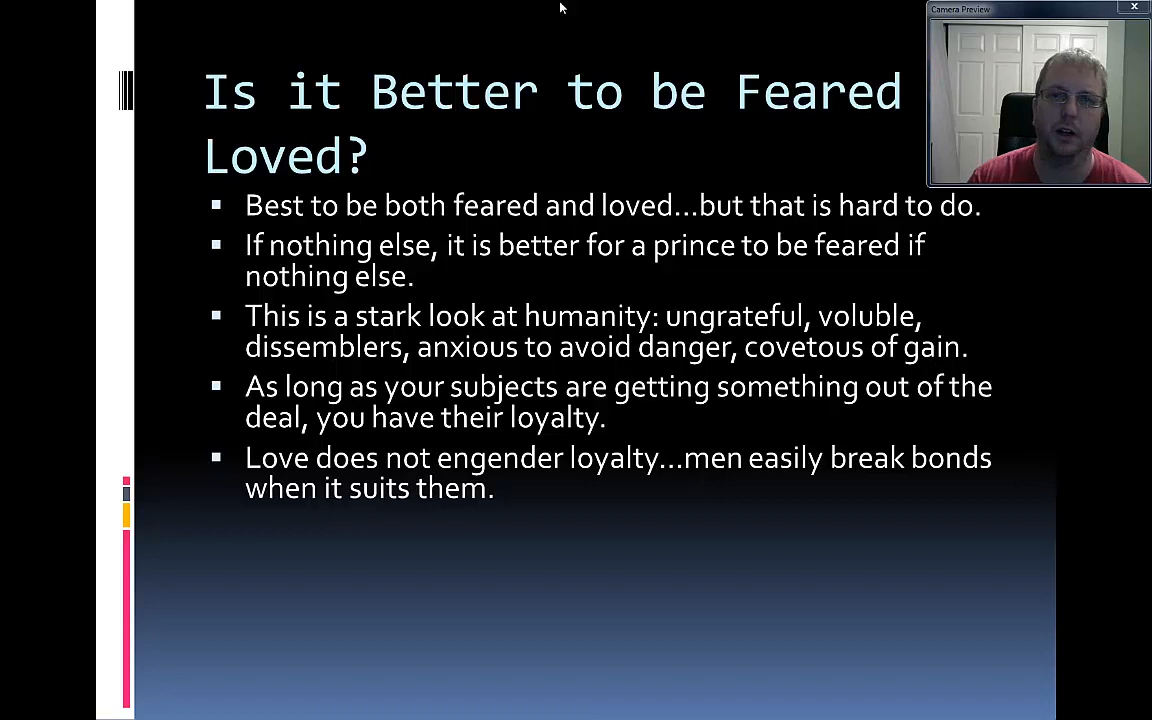 Camera Preview
Is it Better to be Feared
Loved?
Best to be both feared and loved...but that is hard to do.
If nothing else, it is better for a prince to be feared if
nothing else.
This is a stark look at humanity: ungrateful, voluble,
dissemblers, anxious to avoid danger, covetous of gain.
As long as your subjects are getting something out of the
deal, you have their loyalty.
Love does not engender loyalty...men easily break bonds
when it suits them.